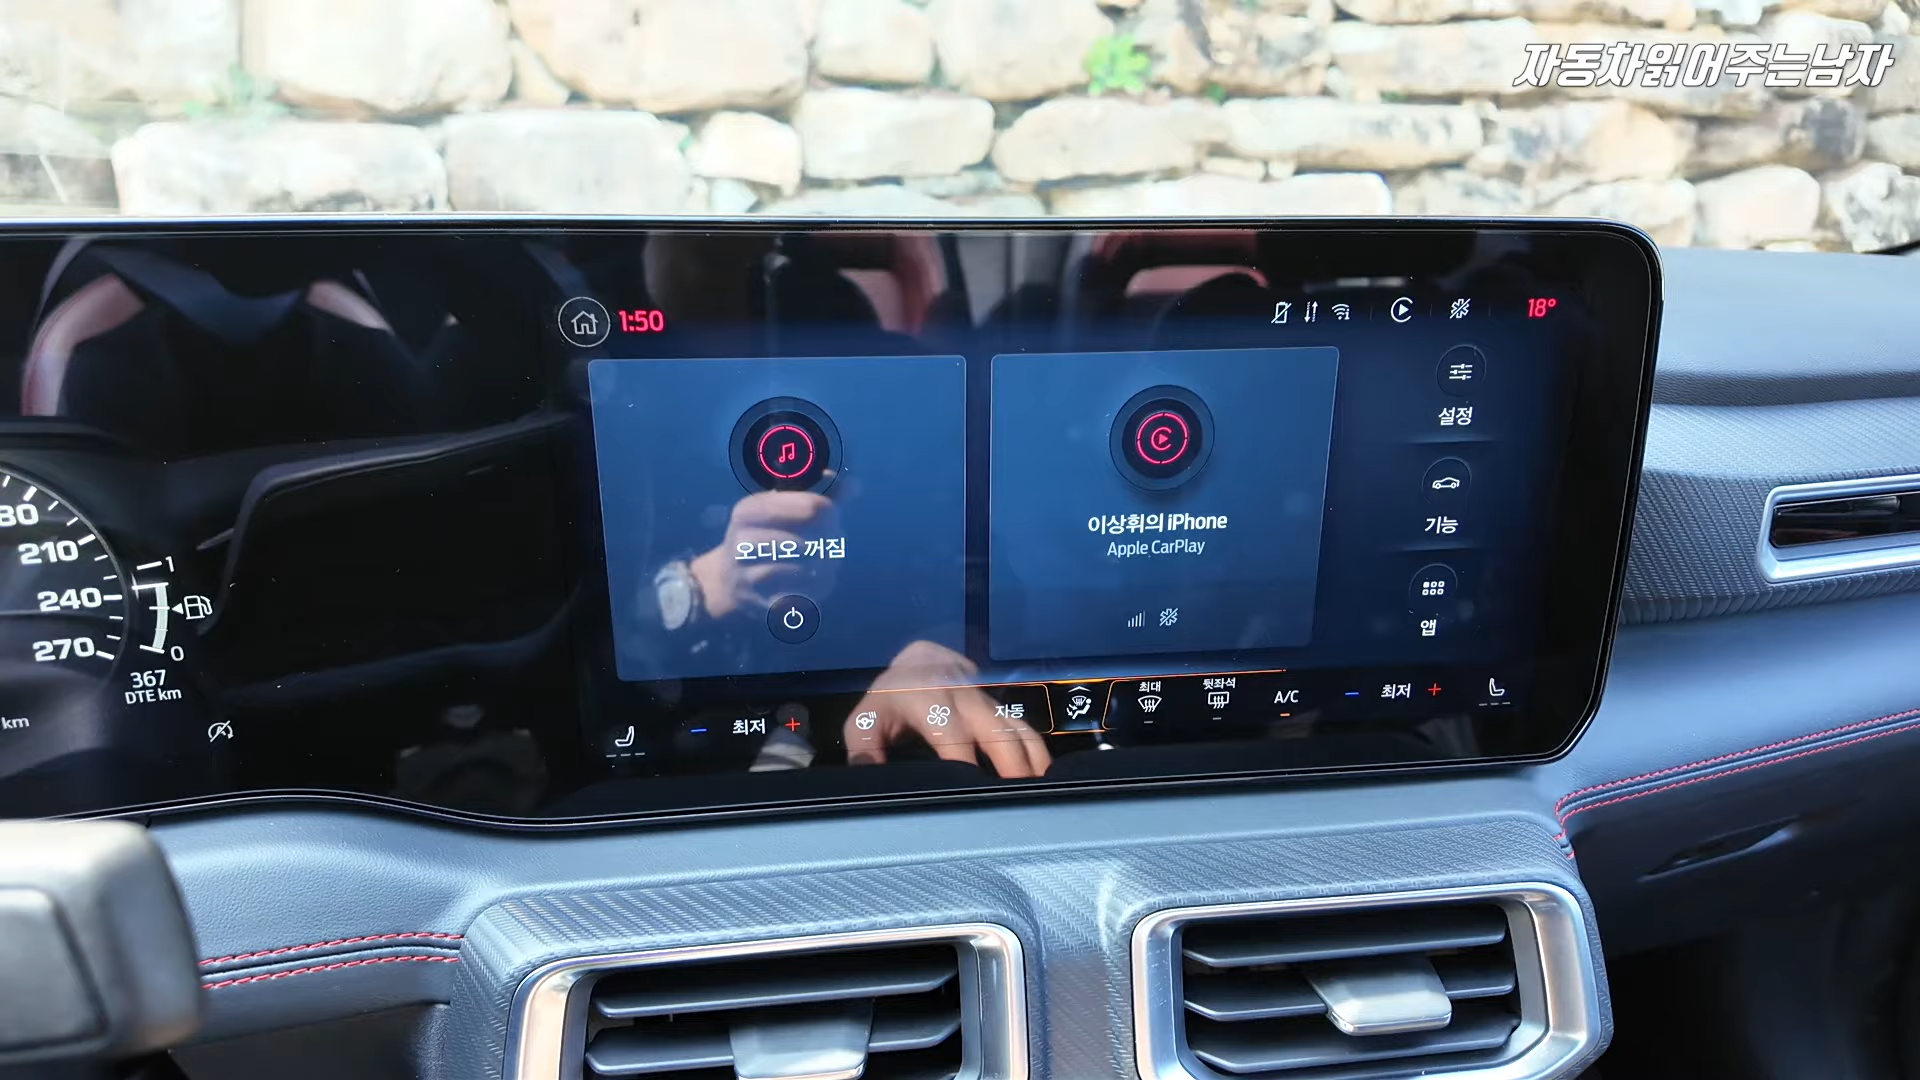 자동차읽어주는남자
1:50
18°
설정
이상휘의 iPhone
Apple CarPlay
오디오 꺼짐
기능
앱
210
240
270
1
0
367
DTE km
km
최저
자동
최대
뒷좌석
A/C
최저